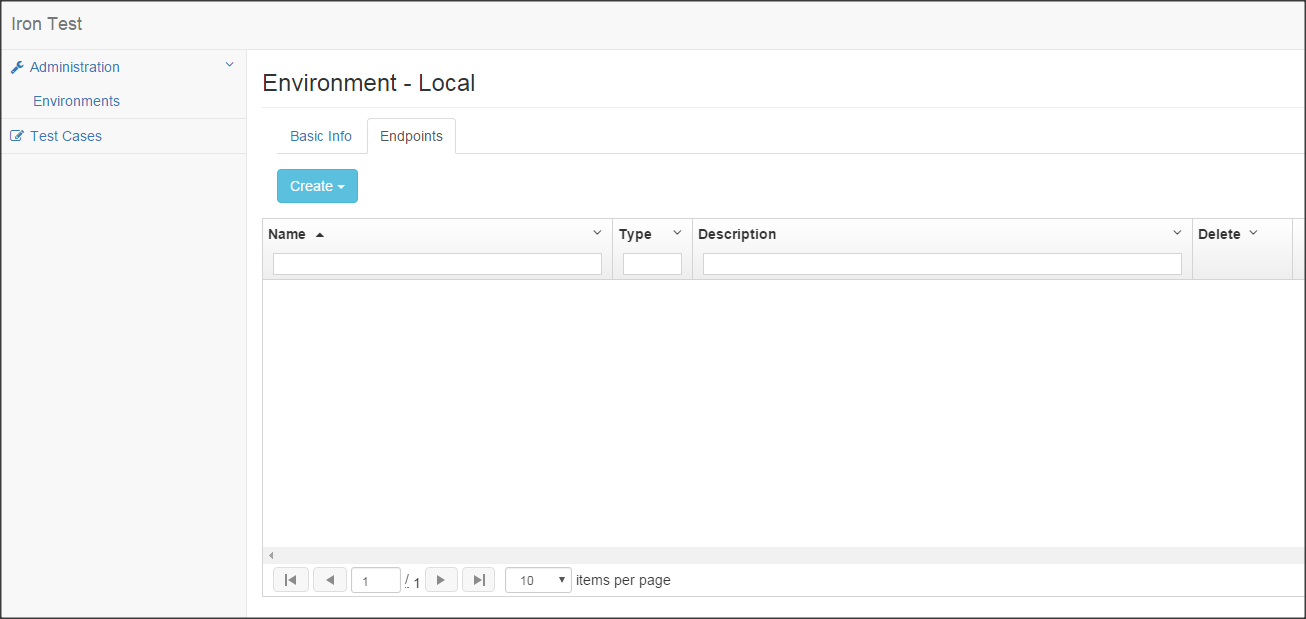 Iron Test
Administration
Environments
Test Cases
Environment - Local
Basic Info Endpoints
Create
Name Type Description Delete
1 / 1 10 items per page